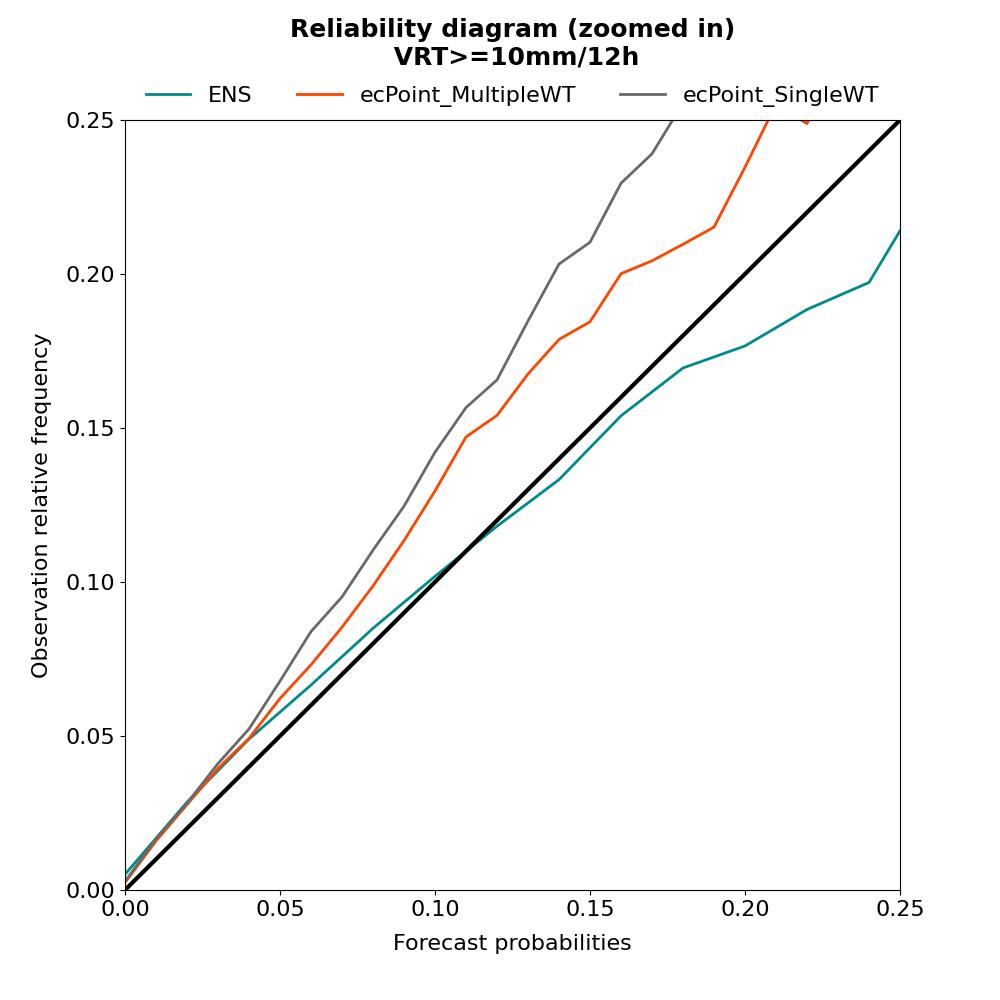 Reliability diagram (zoomed in)
VRT>=10mm/12h
ENS ecPoint_MultipleWT ecPoint_SingleWT
0.25
0.20
0.15
0.10
0.05
0.00
Observation relative frequency
0.00 0.05 0.10 0.15 0.20 0.25
Forecast probabilities